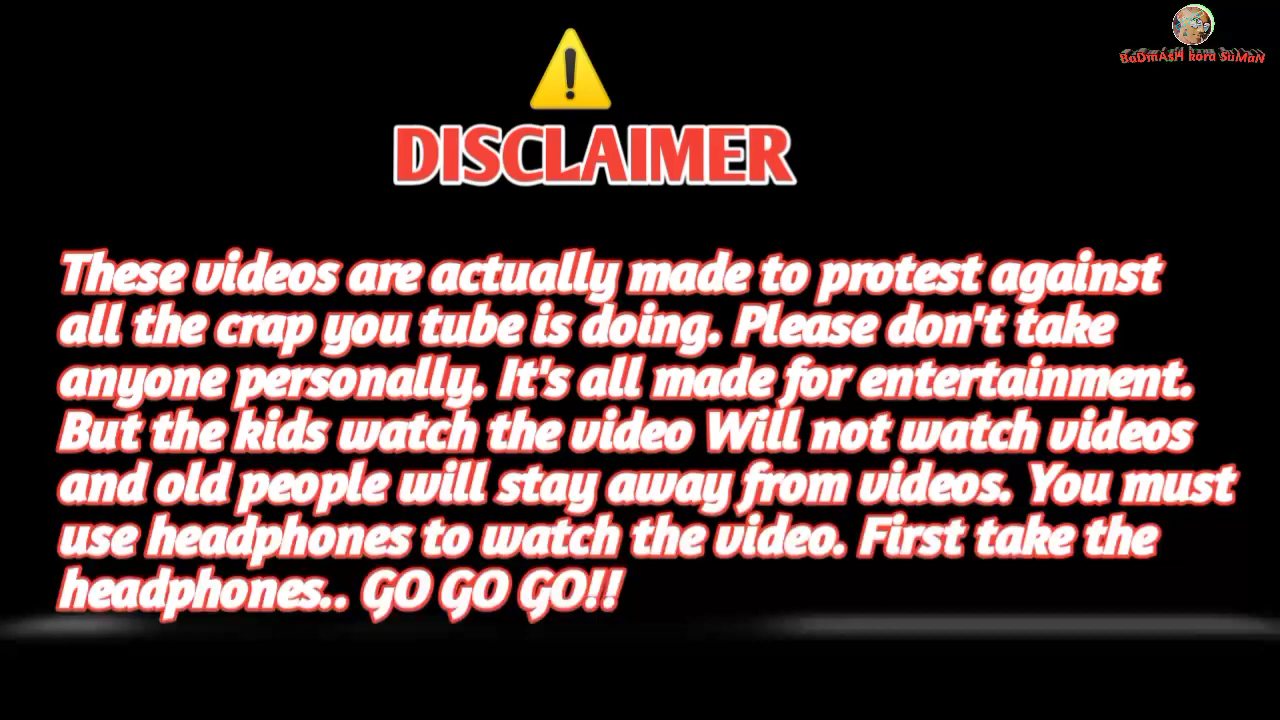 BaDmAsH kora SuMaN
DISCLAIMER
These videos are actually made to protest against
all the crap you tube is doing. Please don't take
anyone personally. It's all made for entertainment.
But the kids watch the video Will not watch videos
and old people will stay away from videos. You must
use headphones to watch the video. First take the
headphones.. GO GO GO!!